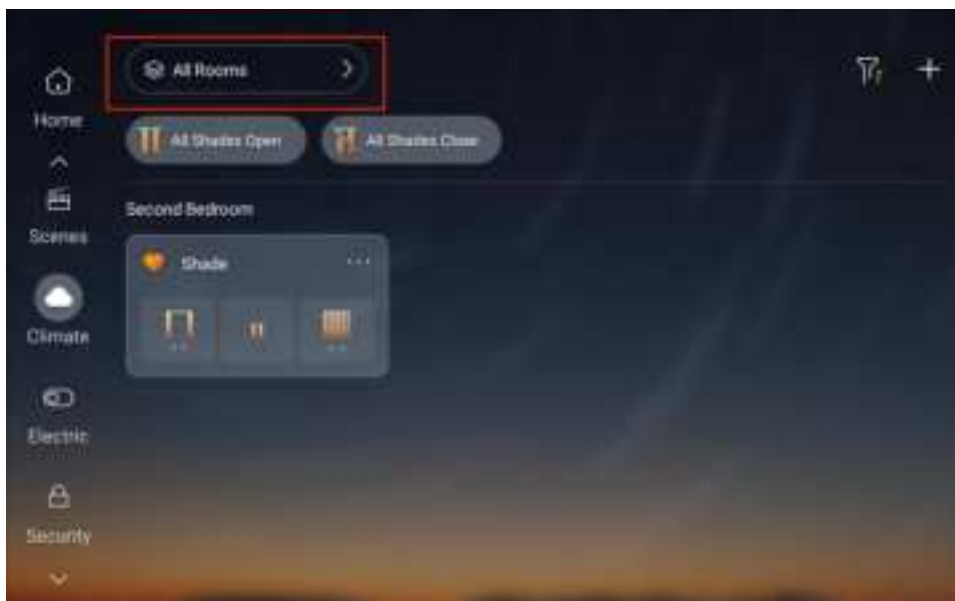 All Rooms
Home
All Shades Open
All Shades Close
Scenes
Second Bedroom
Shade
Climate
Electric
Security